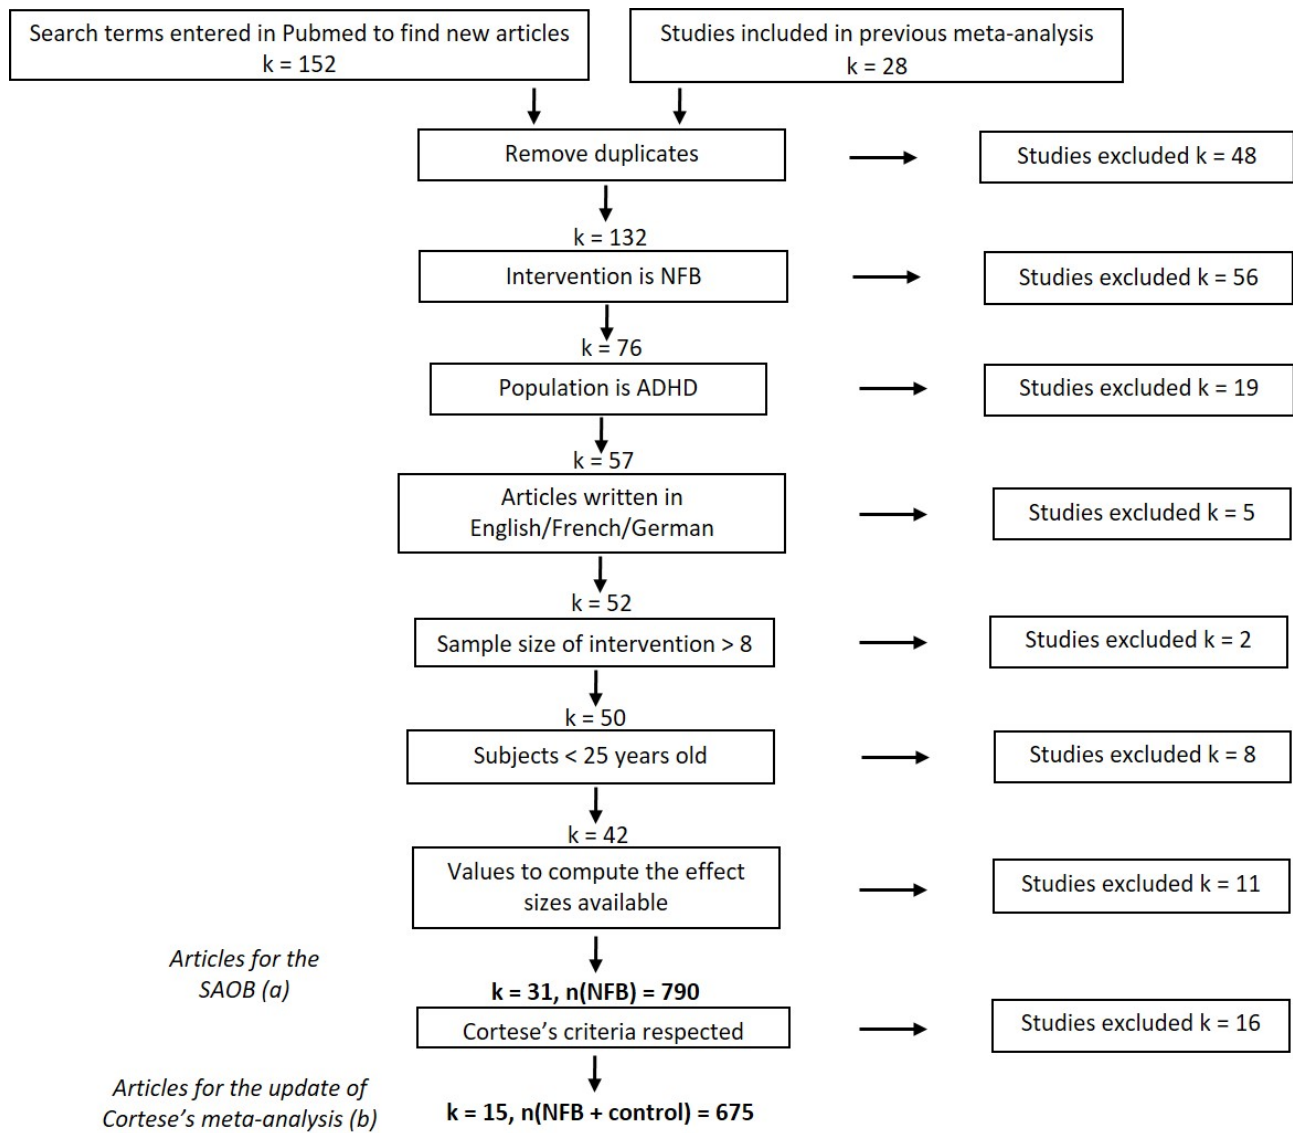 Search terms entered in Pubmed to find new articles
k = 152
Studies included in previous meta-analysis
k = 28
Remove duplicates
Studies excluded k = 48
k = 132
Intervention is NFB
Studies excluded k = 56
k = 76
Population is ADHD
Studies excluded k = 19
k = 57
Articles written in
English/French/German
Studies excluded k = 5
k = 52
Sample size of intervention > 8
Studies excluded k = 2
k = 50
Subjects < 25 years old
Studies excluded k = 8
k = 42
Values to compute the effect
sizes available
Studies excluded k = 11
Articles for the
SAOB (a)
k = 31, n(NFB) = 790
Cortese's criteria respected
Studies excluded k = 16
Articles for the update of
Cortese's meta-analysis (b)
k = 15, n(NFB + control) = 675